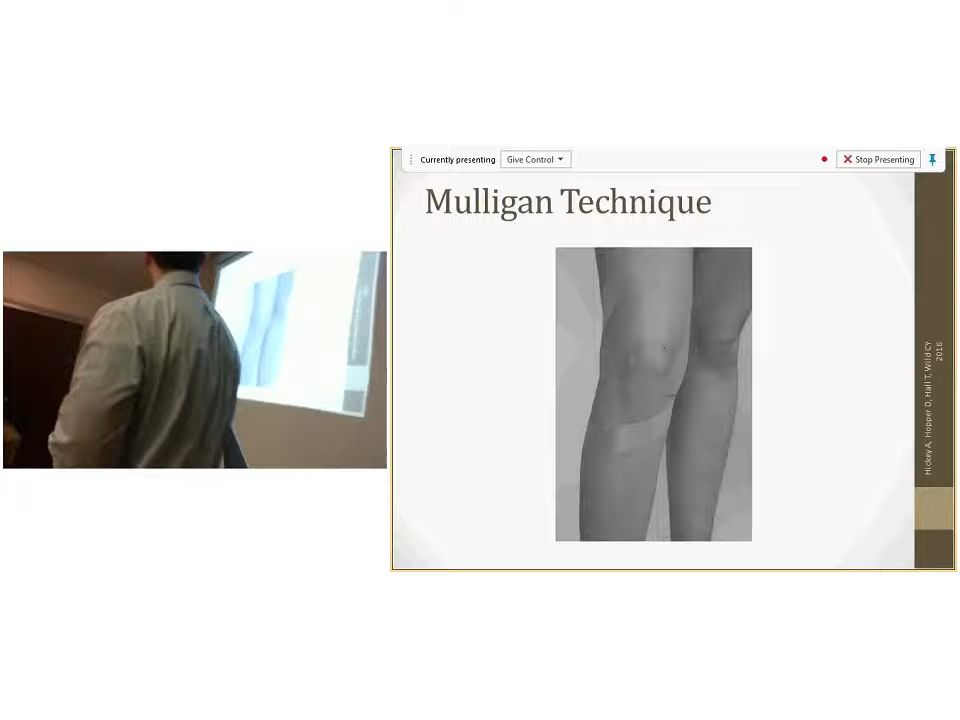 Currently presenting
Give Control
Stop Presenting
Mulligan Technique
Hickey A, Hopper D, Hall T, Wild CY
2016